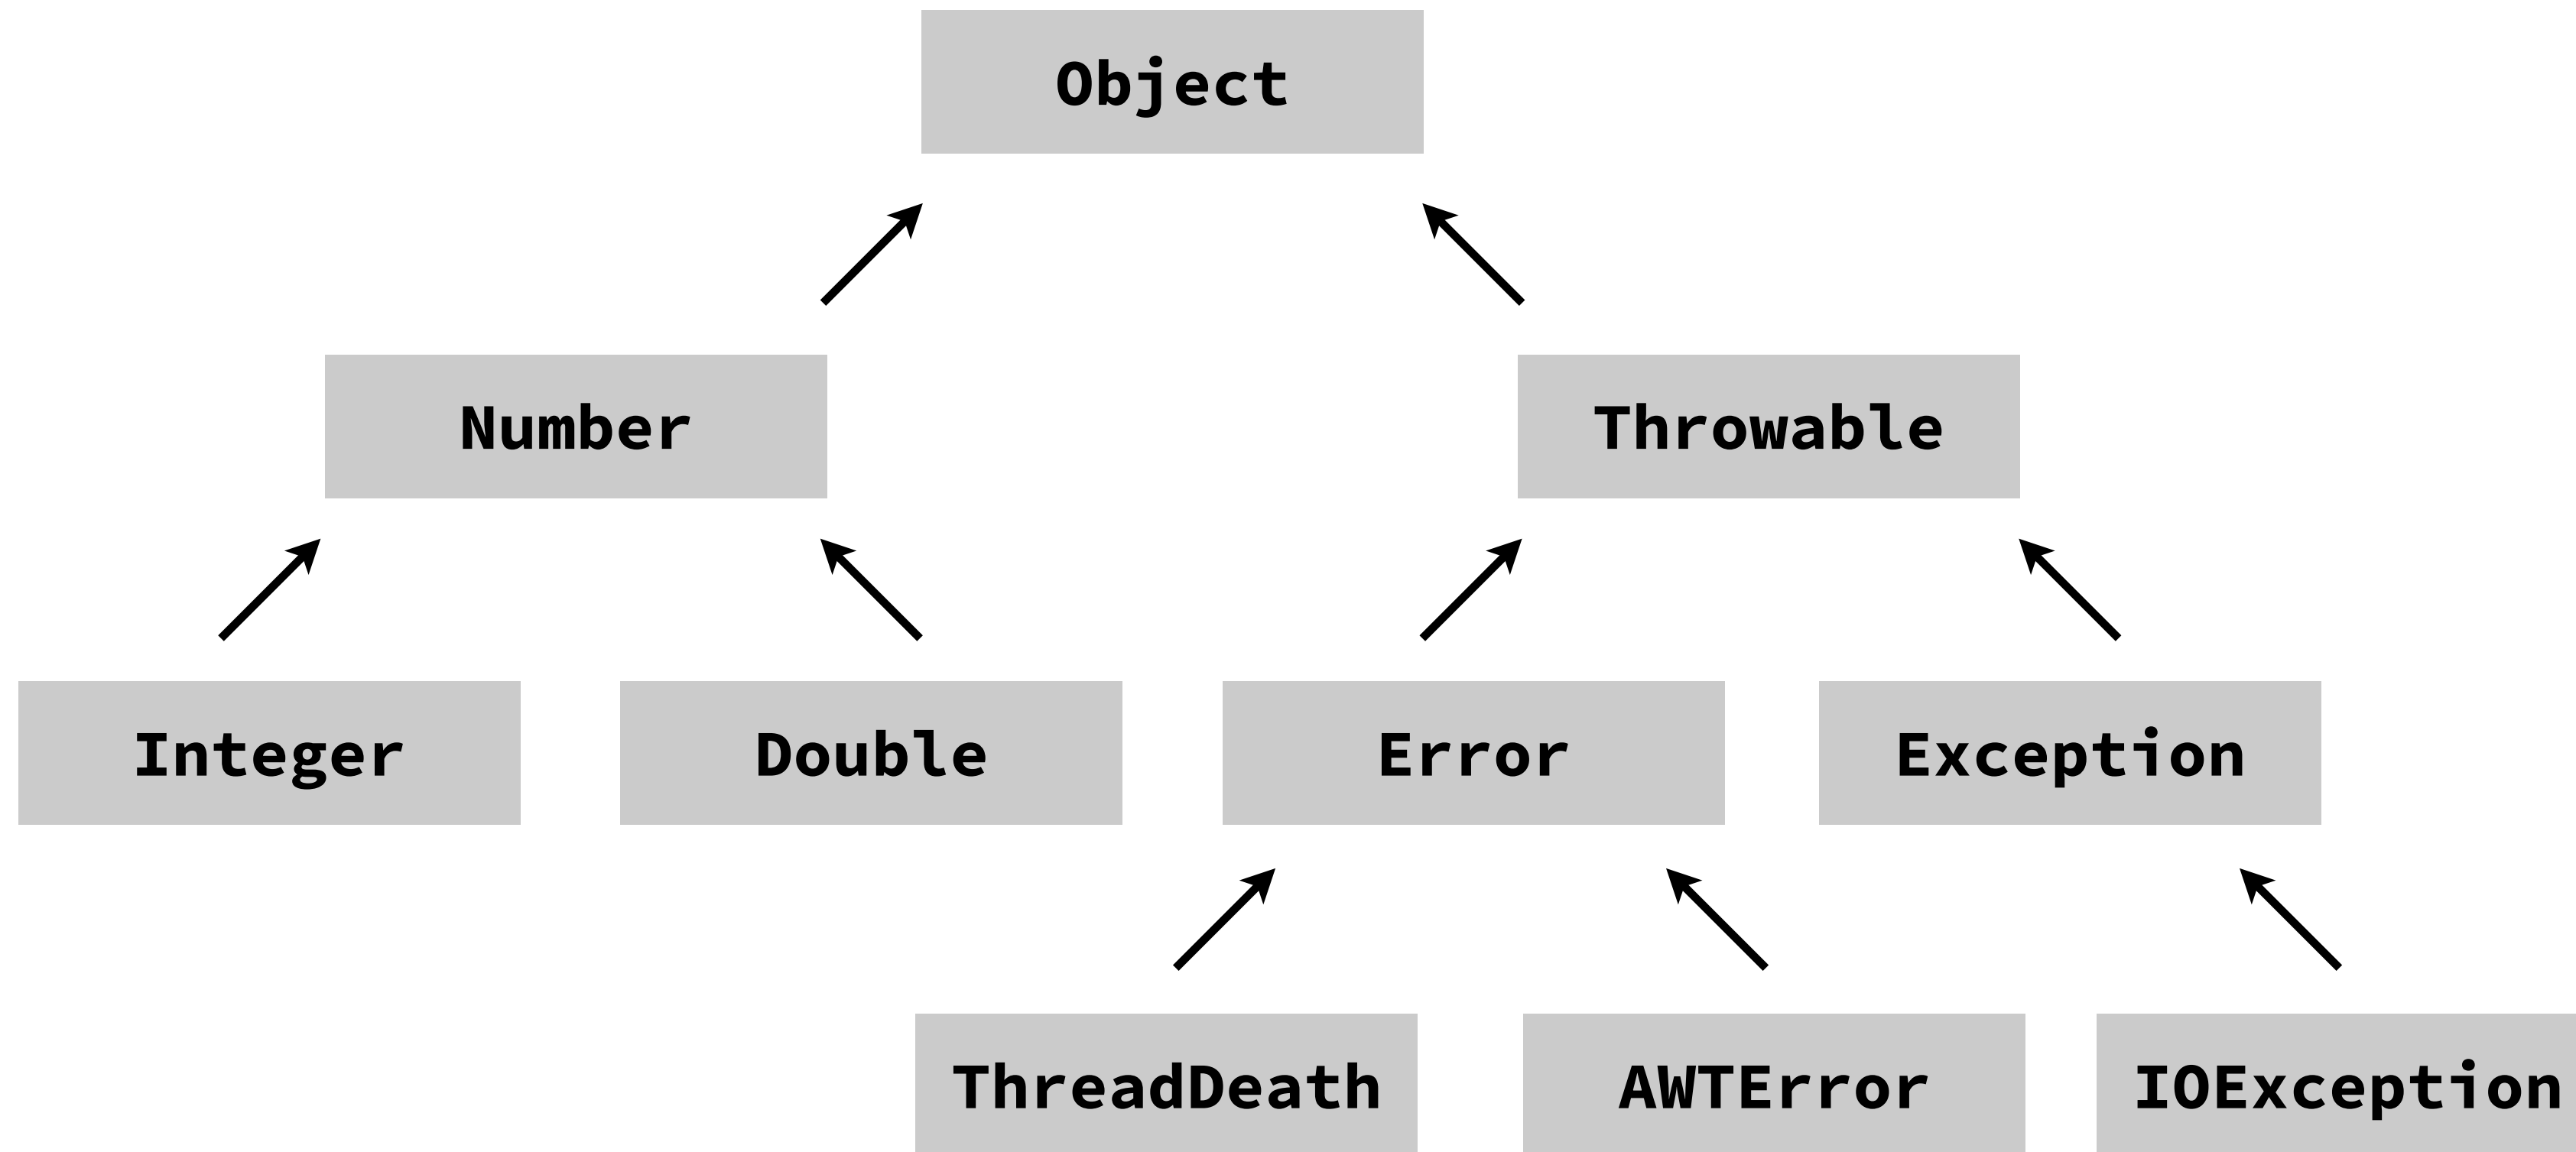 Object
Number
Throwable
Integer
Double
Error
Exception
ThreadDeath
AWTError
IOException